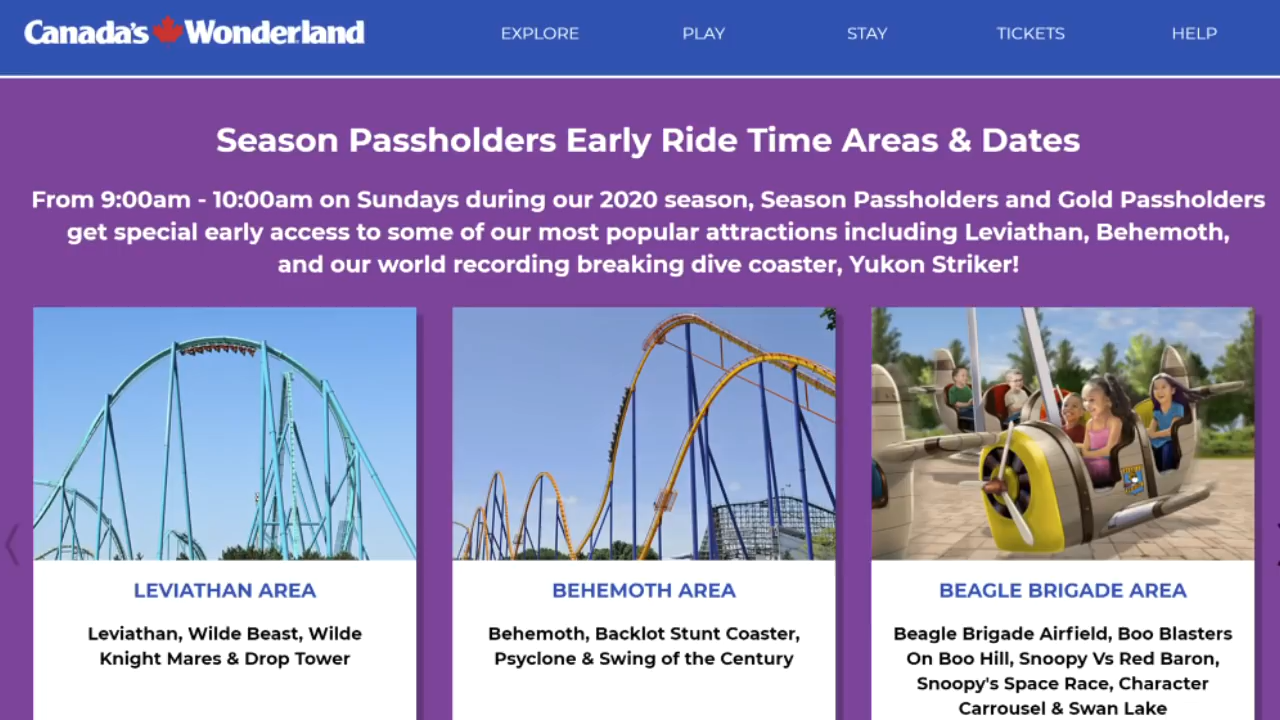 Canada's Wonderland
EXPLORE PLAY STAY TICKETS HELP
Season Passholders Early Ride Time Areas & Dates
From 9:00am - 10:00am on Sundays during our 2020 season, Season Passholders and Gold Passholders
get special early access to some of our most popular attractions including Leviathan, Behemoth,
and our world recording breaking dive coaster, Yukon Striker!
LEVIATHAN AREA
Leviathan, Wilde Beast, Wilde
Knight Mares & Drop Tower
BEHEMOTH AREA
Behemoth, Backlot Stunt Coaster,
Psyclone & Swing of the Century
BEAGLE BRIGADE AREA
Beagle Brigade Airfield, Boo Blasters
On Boo Hill, Snoopy Vs Red Baron,
Snoopy's Space Race, Character
Carrousel & Swan Lake